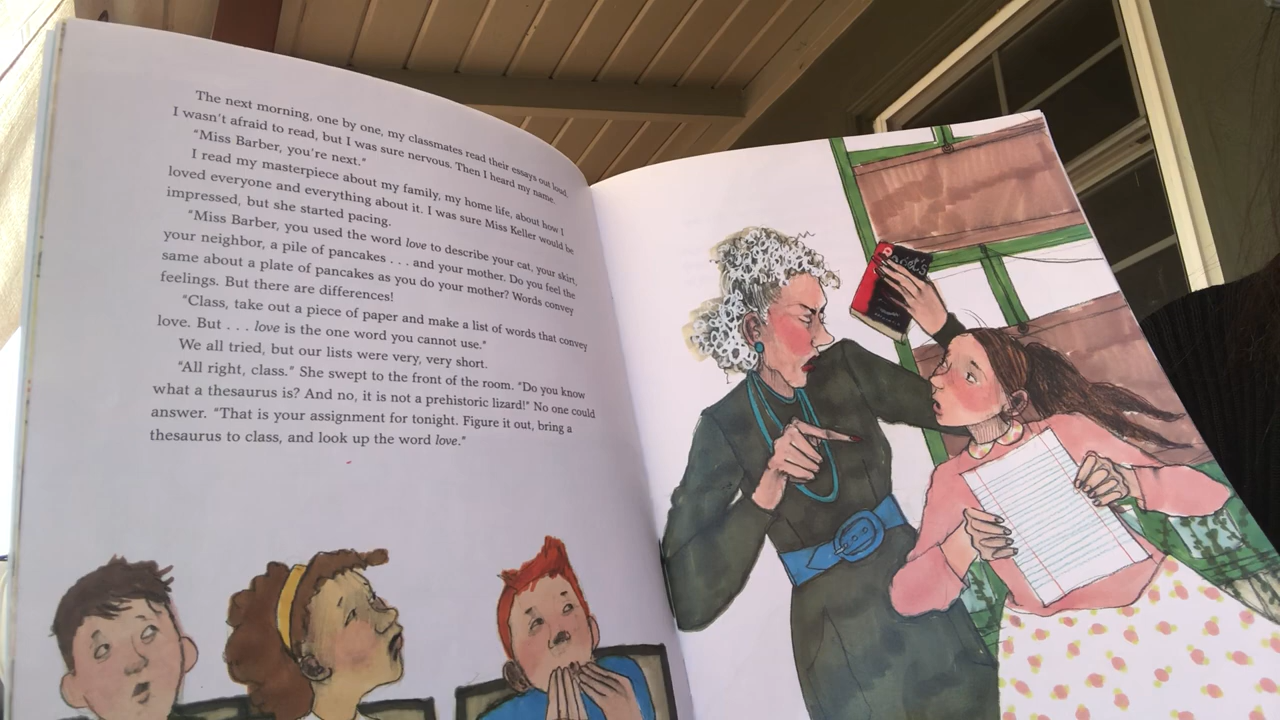 The next morning, one by one, my classmates read their essays out loud.
I wasn't afraid to read, but I was sure nervous. Then I heard my name.
"Miss Barber, you're next."
I read my masterpiece about my family, my home life, about how I
loved everyone and everything about it. I was sure Miss Keller would be
impressed, but she started pacing.
"Miss Barber, you used the word love to describe your cat, your skirt,
your neighbor, a pile of pancakes . . . and your mother. Do you feel the
same about a plate of pancakes as you do your mother? Words convey
feelings. But there are differences!
"Class, take out a piece of paper and make a list of words that convey
love. But . . . love is the one word you cannot use."
We all tried, but our lists were very, very short.
"All right, class." She swept to the front of the room. "Do you know
what a thesaurus is? And no, it is not a prehistoric lizard!" No one could
answer. "That is your assignment for tonight. Figure it out, bring a
thesaurus to class, and look up the word love."